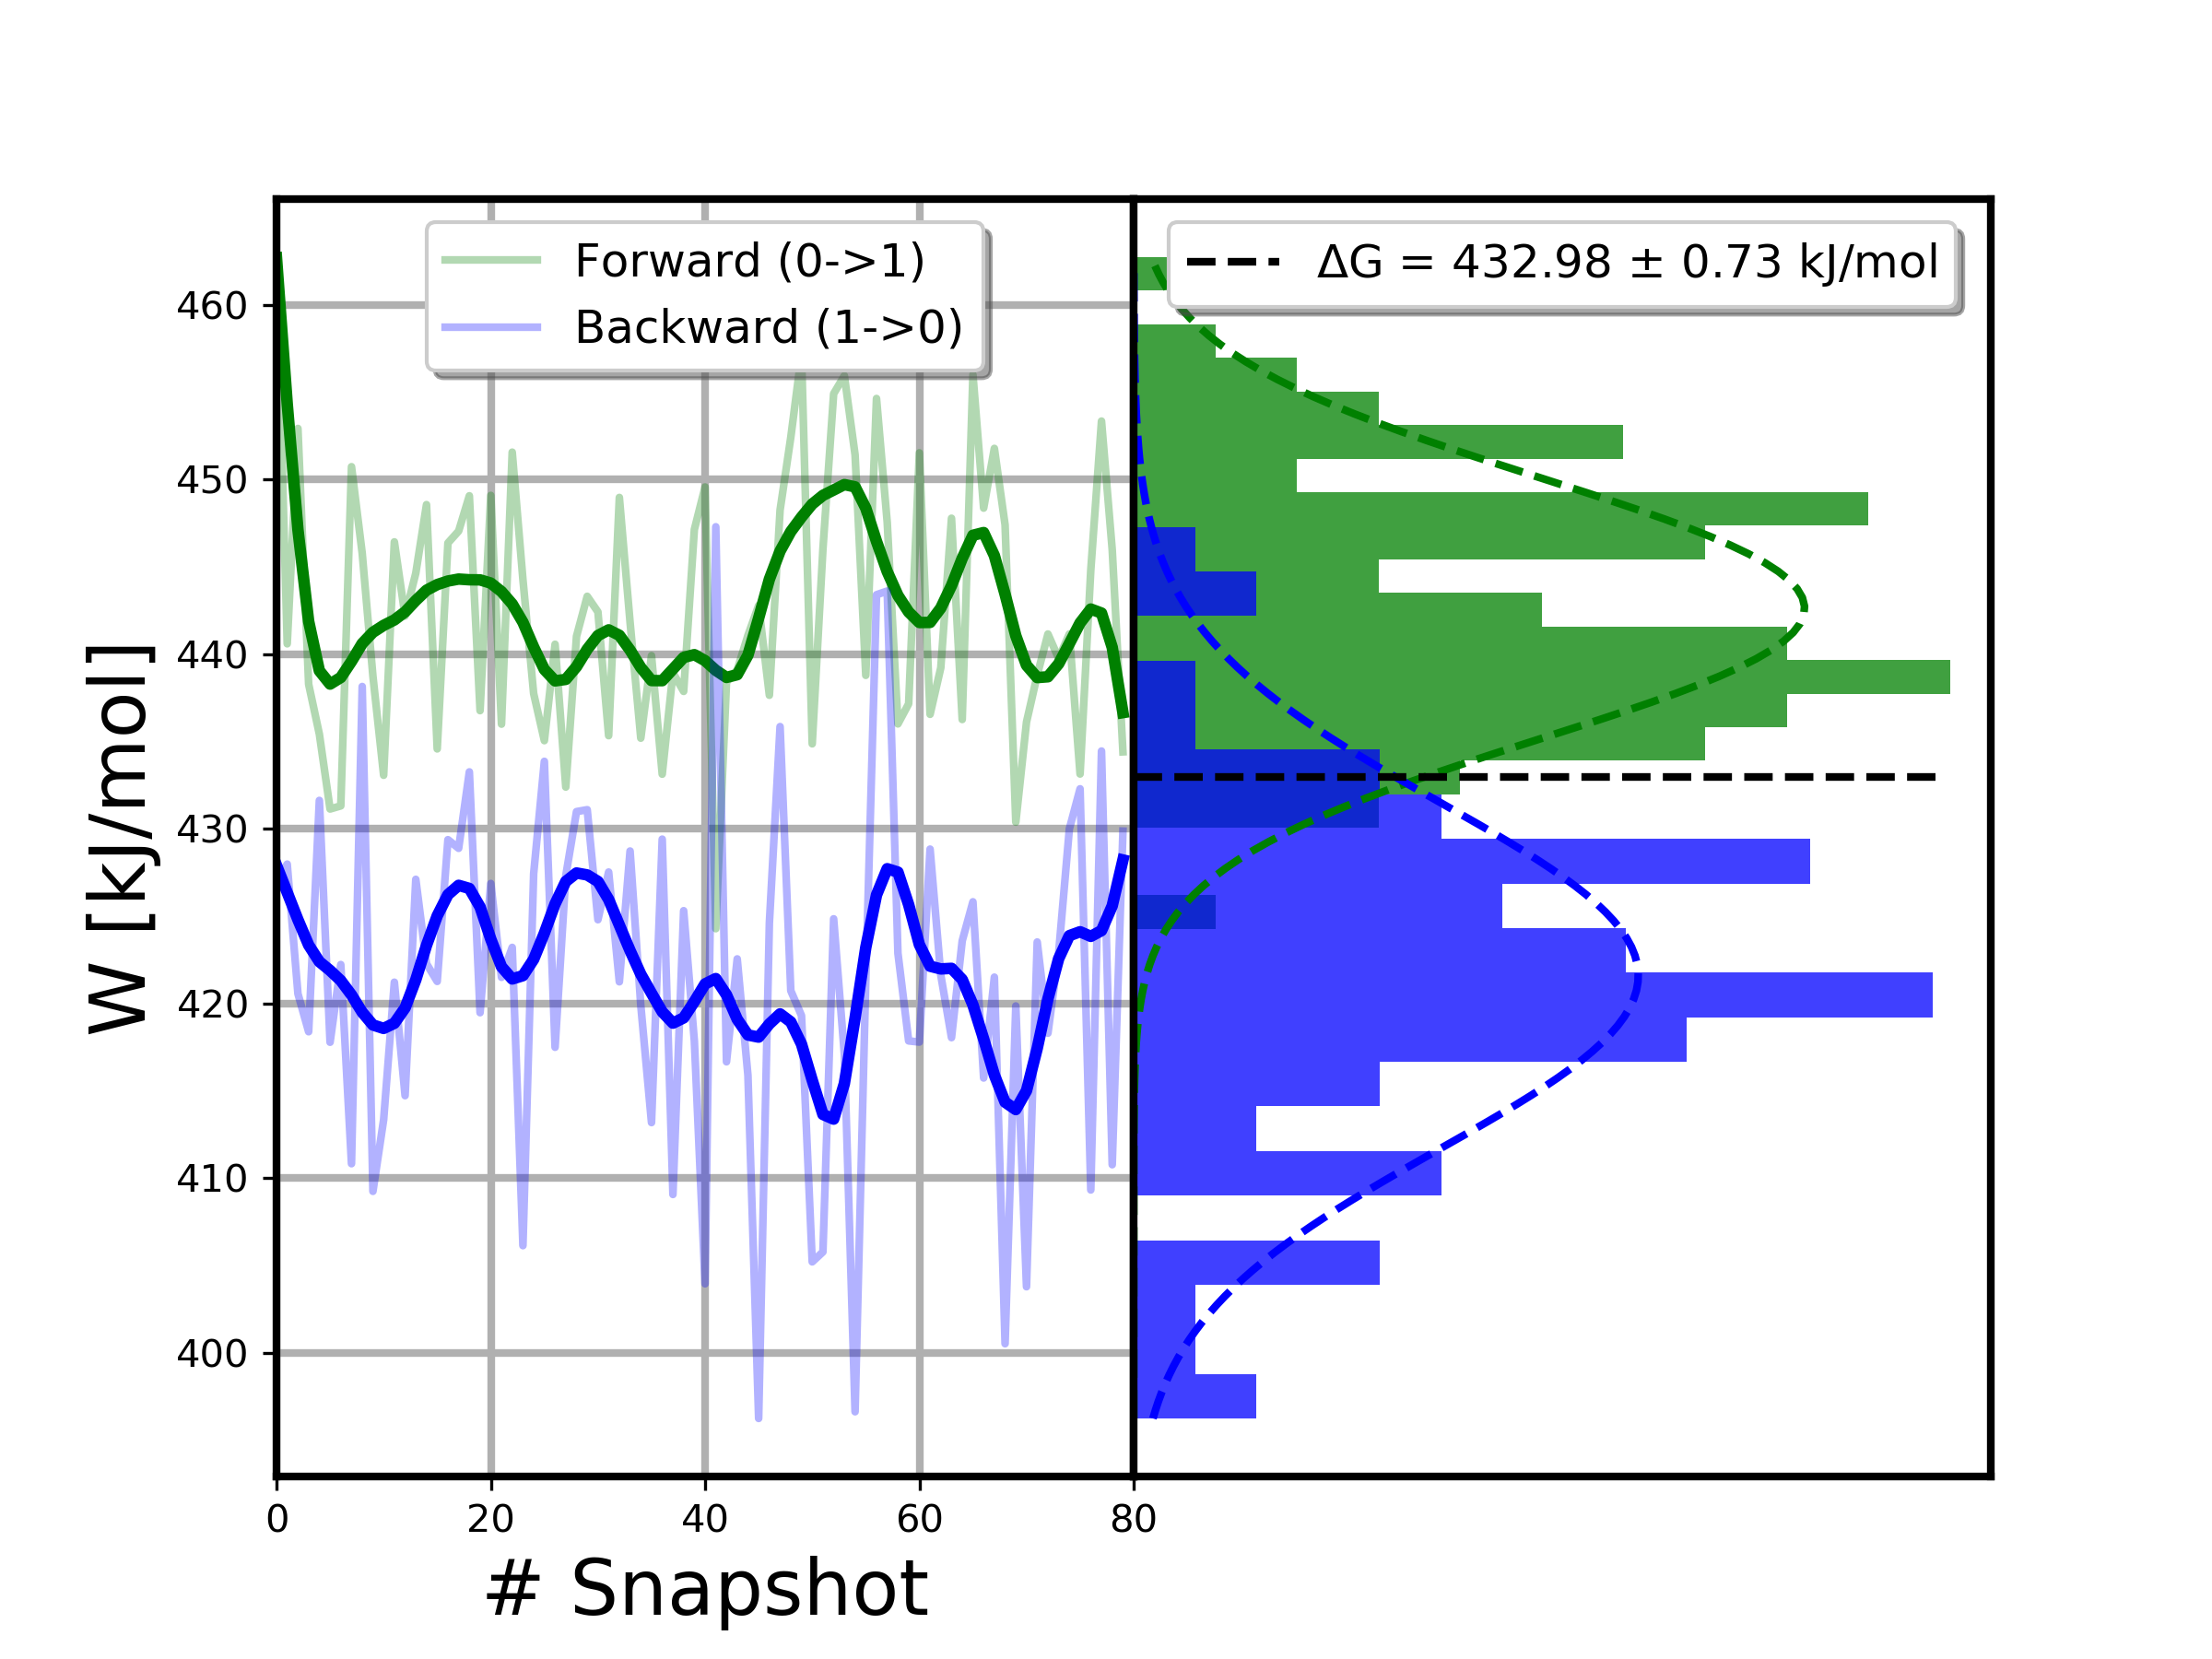 Forward (0->1)
Backward (1->0)
ΔG = 432.98 ± 0.73 kJ/mol
W [kJ/mol]
460
450
440
430
420
410
400
0 20 40 60 80
# Snapshot